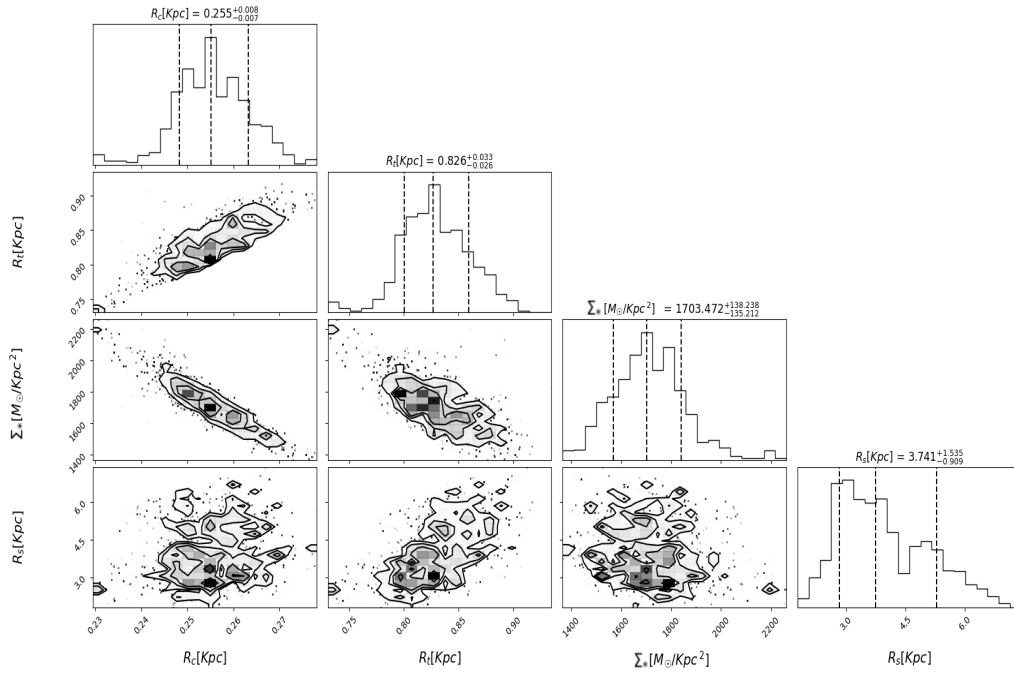 R_c[Kpc] = 0.255^{+0.008}_{-0.007}
R_t[Kpc] = 0.826^{+0.033}_{-0.026}
R_t[Kpc]
0.90
0.85
0.80
0.75
Σ_*[M_⊙/Kpc^2] = 1703.472^{+138.238}_{-135.212}
Σ_*[M_⊙/Kpc^2]
2200
2000
1800
1600
1400
R_s[Kpc] = 3.741^{+1.535}_{-0.909}
R_s[Kpc]
6.0
4.5
3.0
0.23 0.24 0.25 0.26 0.27
0.75 0.80 0.85 0.90
1400 1600 1800 2000 2200
3.0 4.5 6.0
R_c[Kpc] R_t[Kpc] Σ_*[M_⊙/Kpc^2] R_s[Kpc]